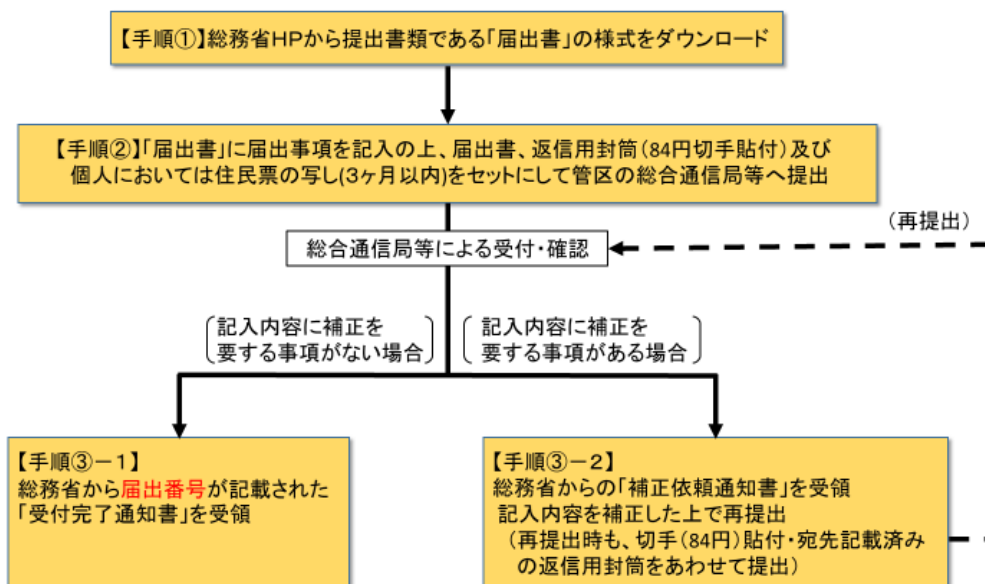 【手順①】総務省HPから提出書類である「届出書」の様式をダウンロード
【手順②】「届出書」に届出事項を記入の上、届出書、返信用封筒(84円切手貼付)及び
個人においては住民票の写し(3ヶ月以内)をセットにして管区の総合通信局等へ提出
（再提出）
総合通信局等による受付・確認
記入内容に補正を
要する事項がない場合
記入内容に補正を
要する事項がある場合
【手順③－１】
総務省から届出番号が記載された
「受付完了通知書」を受領
【手順③－２】
総務省からの「補正依頼通知書」を受領
記入内容を補正した上で再提出
（再提出時も、切手(84円)貼付・宛先記載済み
の返信用封筒をあわせて提出）